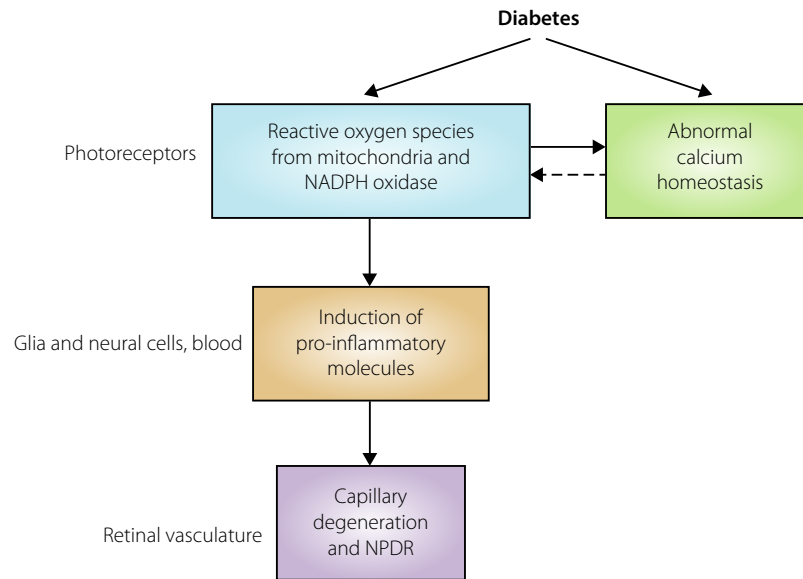 Diabetes
Photoreceptors
Reactive oxygen species
from mitochondria and
NADPH oxidase
Abnormal
calcium
homeostasis
Glia and neural cells, blood
Induction of
pro-inflammatory
molecules
Retinal vasculature
Capillary
degeneration
and NPDR